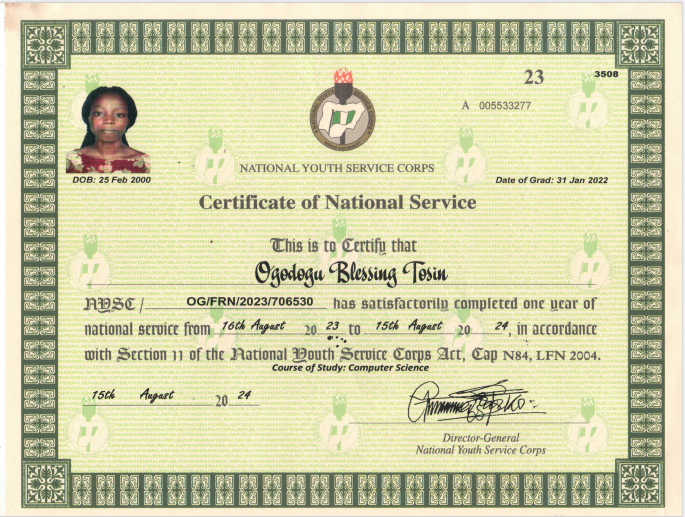 23
3508
A 005533277
NATIONAL YOUTH SERVICE CORPS
DOB: 25 Feb 2000
Date of Grad: 31 Jan 2022
Certificate of National Service
This is to Certify that
Ogodogu Blessing Tosin
NYSC / OG/FRN/2023/706530 has satisfactorily completed one year of
national service from 16th August 20 23 to 15th August 20 24, in accordance
with Section 11 of the National Youth Service Corps Act, Cap N84, LFN 2004.
Course of Study: Computer Science
15th August 20 24
Director-General
National Youth Service Corps